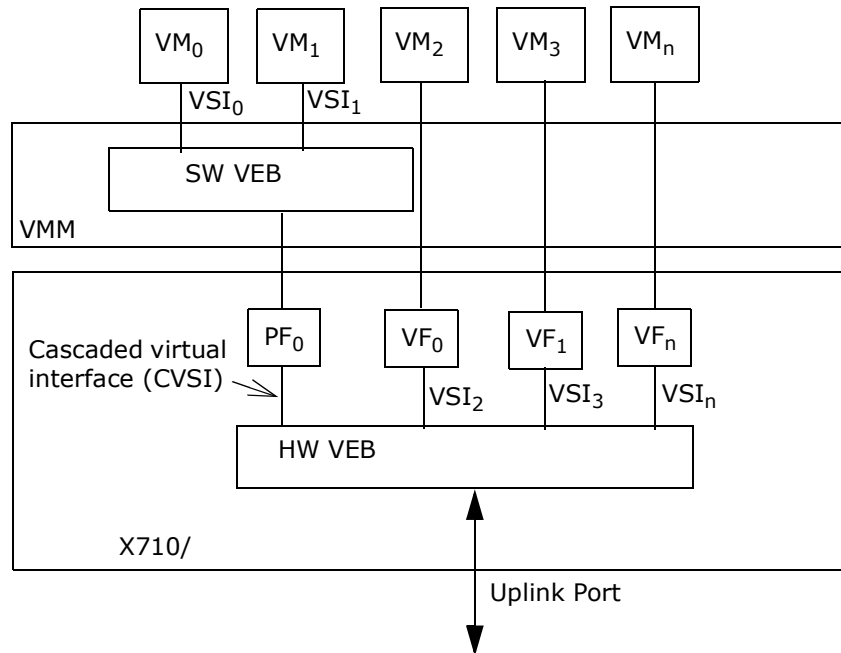 VM0 VM1 VM2 VM3 VMn
VSI0 VSI1
SW VEB
VMM
PF0 VF0 VF1 VFn
Cascaded virtual
interface (CVSI)
VSI2 VSI3 VSIn
HW VEB
X710/
Uplink Port